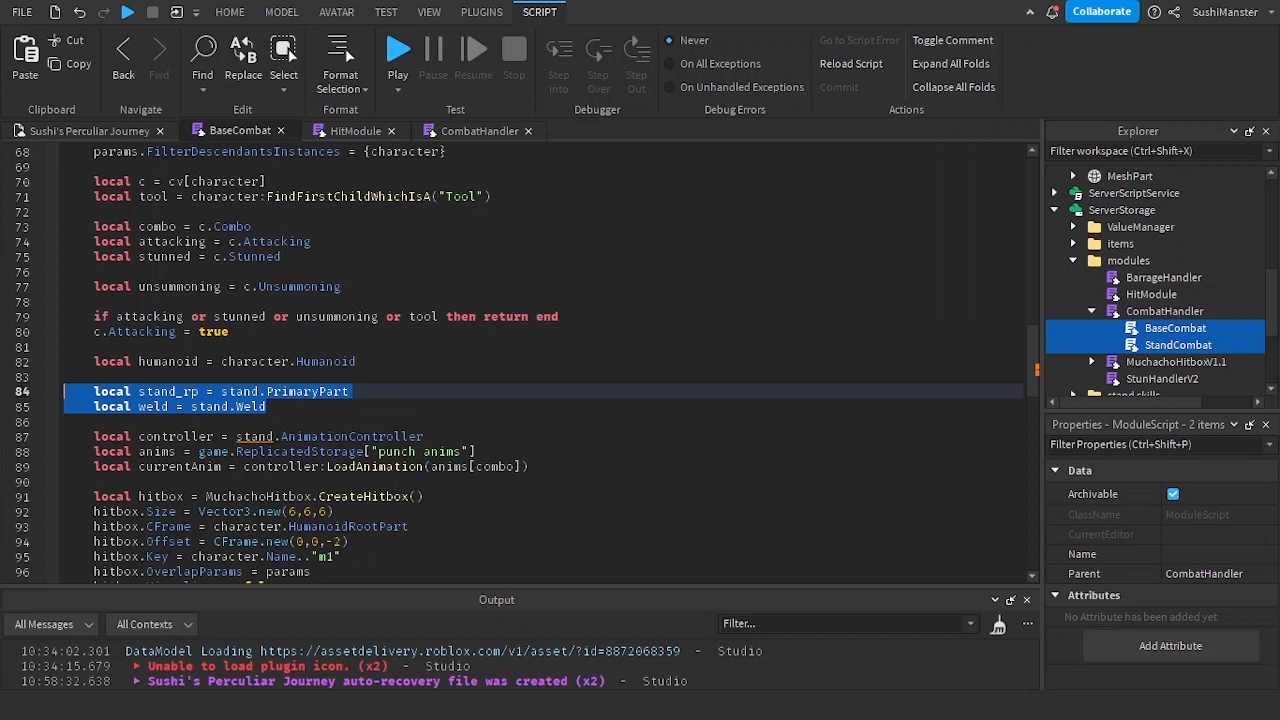 FILE HOME MODEL AVATAR TEST VIEW PLUGINS SCRIPT Collaborate SushiManster
Paste Cut Copy Back Fwd Find Replace Select Format Selection Play Pause Resume Stop Step Into Step Over Step Out
Never Go to Script Error Toggle Comment
On All Exceptions Reload Script Expand All Folds
On Unhandled Exceptions Commit Collapse All Folds
Clipboard Navigate Edit Format Test Debugger Debug Errors Actions
Sushi's Perculiar Journey BaseCombat HitModule CombatHandler
68 params.FilterDescendantsInstances = {character}
69
70 local c = cv[character]
71 local tool = character:FindFirstChildWhichIsA("Tool")
72
73 local combo = c.Combo
74 local attacking = c.Attacking
75 local stunned = c.Stunned
76
77 local unsummoning = c.Unsummoning
78
79 if attacking or stunned or unsummoning or tool then return end
80 c.Attacking = true
81
82 local humanoid = character.Humanoid
83
84 local stand_rp = stand.PrimaryPart
85 local weld = stand.Weld
86
87 local controller = stand.AnimationController
88 local anims = game.ReplicatedStorage["punch anims"]
89 local currentAnim = controller:LoadAnimation(anims[combo])
90
91 local hitbox = MuchachoHitbox.CreateHitbox()
92 hitbox.Size = Vector3.new(6,6,6)
93 hitbox.CFrame = character.HumanoidRootPart
94 hitbox.Offset = CFrame.new(0,0,-2)
95 hitbox.Key = character.Name.."m1"
96 hitbox.OverlapParams = params
Explorer
Filter workspace (Ctrl+Shift+X)
MeshPart
ServerScriptService
ServerStorage
ValueManager
items
modules
BarrageHandler
HitModule
CombatHandler
BaseCombat
StandCombat
MuchachoHitboxV1.1
StunHandlerV2
stand skills
Properties - ModuleScript - 2 items
Filter Properties (Ctrl+Shift+P)
Data
Archivable
ClassName ModuleScript
CurrentEditor
Name
Parent CombatHandler
Attributes
No Attribute has been added yet
Add Attribute
Output
All Messages All Contexts Filter...
10:34:02.301 DataModel Loading https://assetdelivery.roblox.com/v1/asset/?id=8872068359 - Studio
10:34:15.679 Unable to load plugin icon. (x2) - Studio
10:58:32.638 Sushi's Perculiar Journey auto-recovery file was created (x2) - Studio